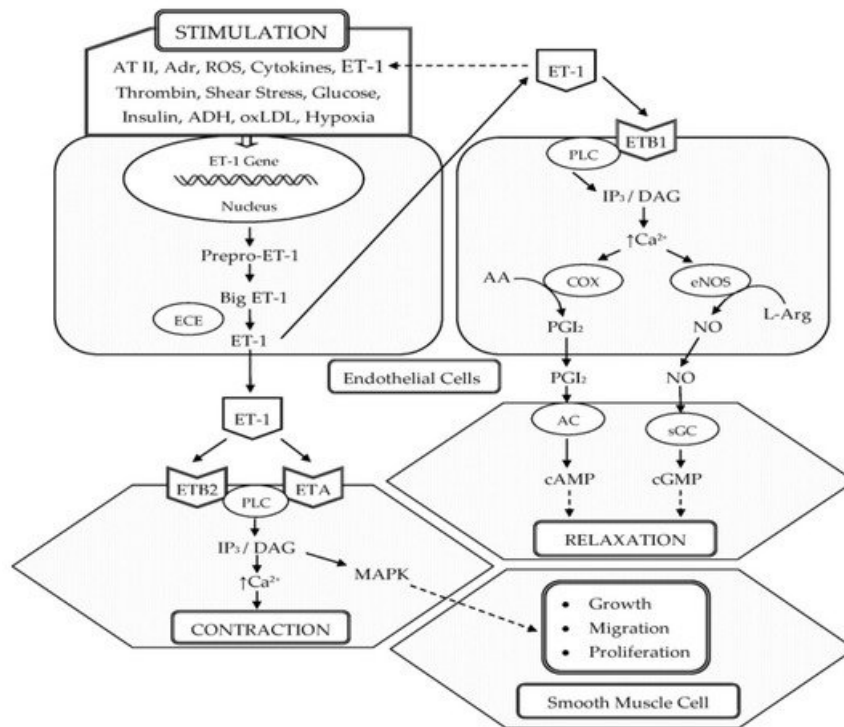 STIMULATION
AT II, Adr, ROS, Cytokines, ET-1
Thrombin, Shear Stress, Glucose,
Insulin, ADH, oxLDL, Hypoxia
ET-1 Gene
Nucleus
Prepro-ET-1
Big ET-1
ECE
ET-1
ET-1
ETB1
PLC
IP₃ / DAG
↑Ca²⁺
AA
COX
eNOS
L-Arg
PGI₂
NO
Endothelial Cells
PGI₂
NO
AC
sGC
cAMP
cGMP
RELAXATION
ET-1
ETB2
PLC
ETA
IP₃ / DAG
MAPK
↑Ca²⁺
CONTRACTION
• Growth
• Migration
• Proliferation
Smooth Muscle Cell